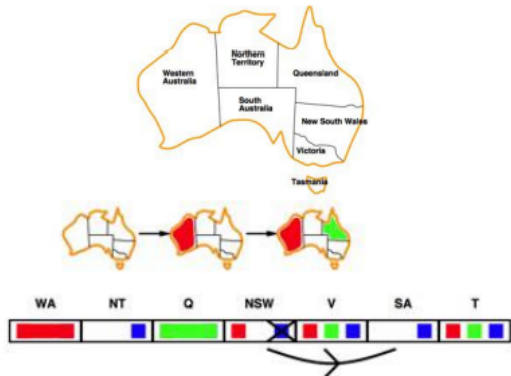 Northern
Territory
Western
Australia
Queensland
South
Australia
New South Wales
Victoria
Tasmania
WA NT Q NSW V SA T